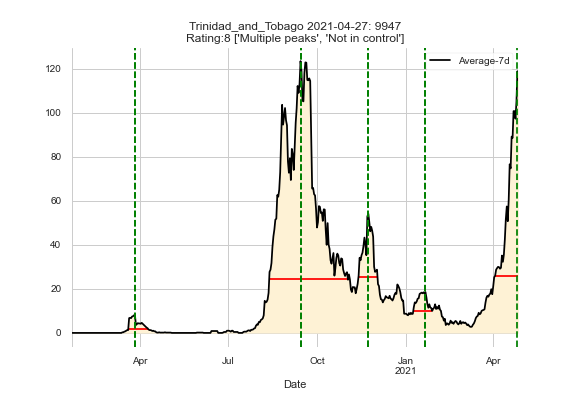 Trinidad_and_Tobago 2021-04-27: 9947
Rating:8 ['Multiple peaks', 'Not in control']
Average-7d
120
100
80
60
40
20
0
Apr
Jul
Oct
Jan
2021
Apr
Date